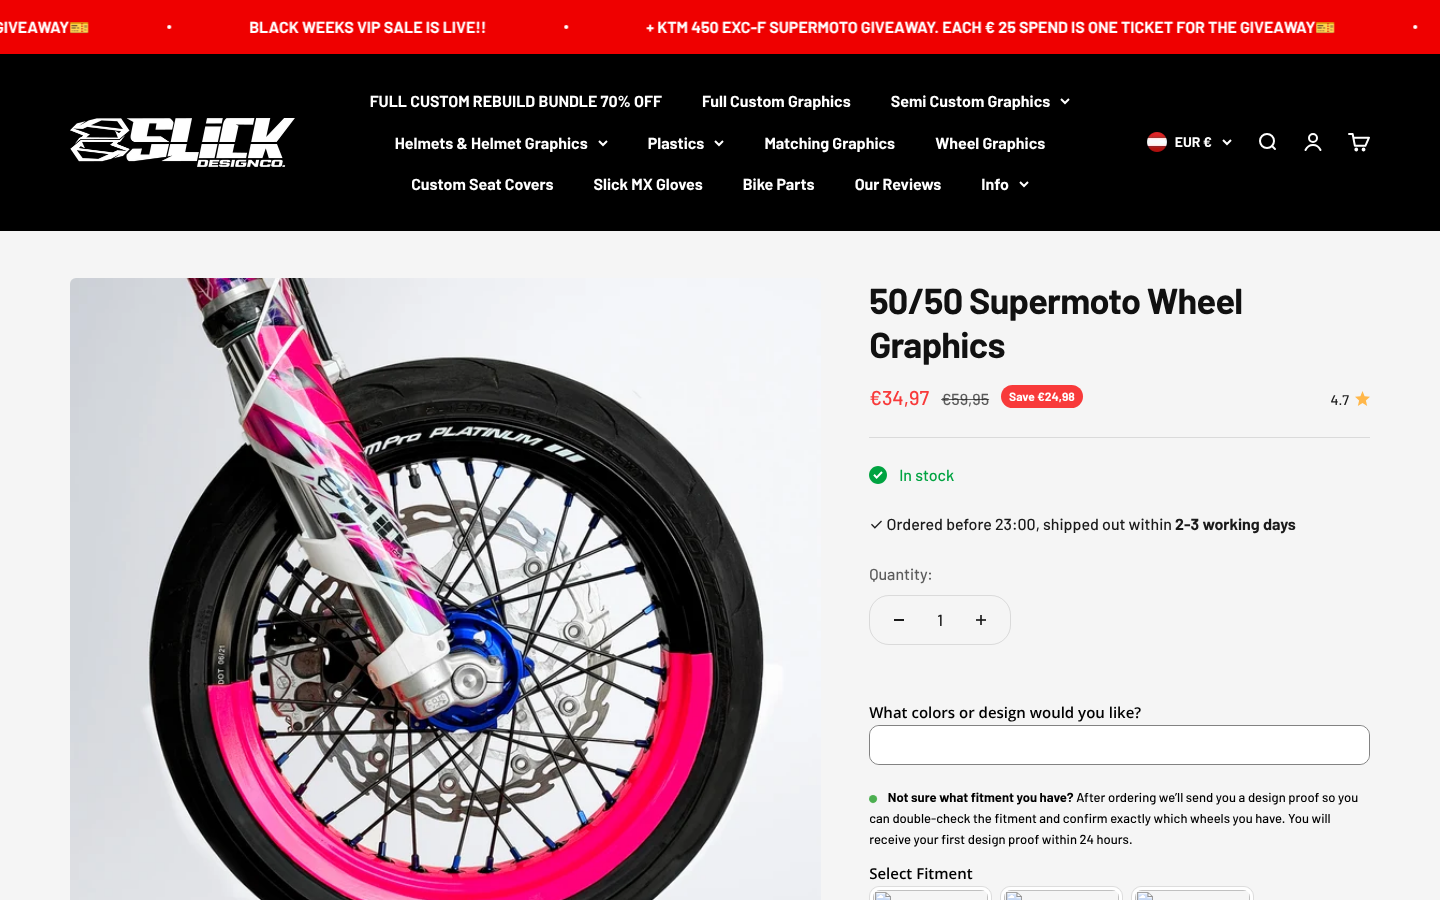 GIVEAWAY🎫 • BLACK WEEKS VIP SALE IS LIVE!! • + KTM 450 EXC-F SUPERMOTO GIVEAWAY. EACH € 25 SPEND IS ONE TICKET FOR THE GIVEAWAY🎫 •
FULL CUSTOM REBUILD BUNDLE 70% OFF Full Custom Graphics Semi Custom Graphics
SLICK
DESIGNCO.
Helmets & Helmet Graphics Plastics Matching Graphics Wheel Graphics
EUR €
Custom Seat Covers Slick MX Gloves Bike Parts Our Reviews Info
PLATINUM
DOT 06/21
50/50 Supermoto Wheel
Graphics
€34,97 €59,95 Save €24,98 4.7
In stock
✓ Ordered before 23:00, shipped out within 2-3 working days
Quantity:
1
What colors or design would you like?
Not sure what fitment you have? After ordering we'll send you a design proof so you
can double-check the fitment and confirm exactly which wheels you have. You will
receive your first design proof within 24 hours.
Select Fitment